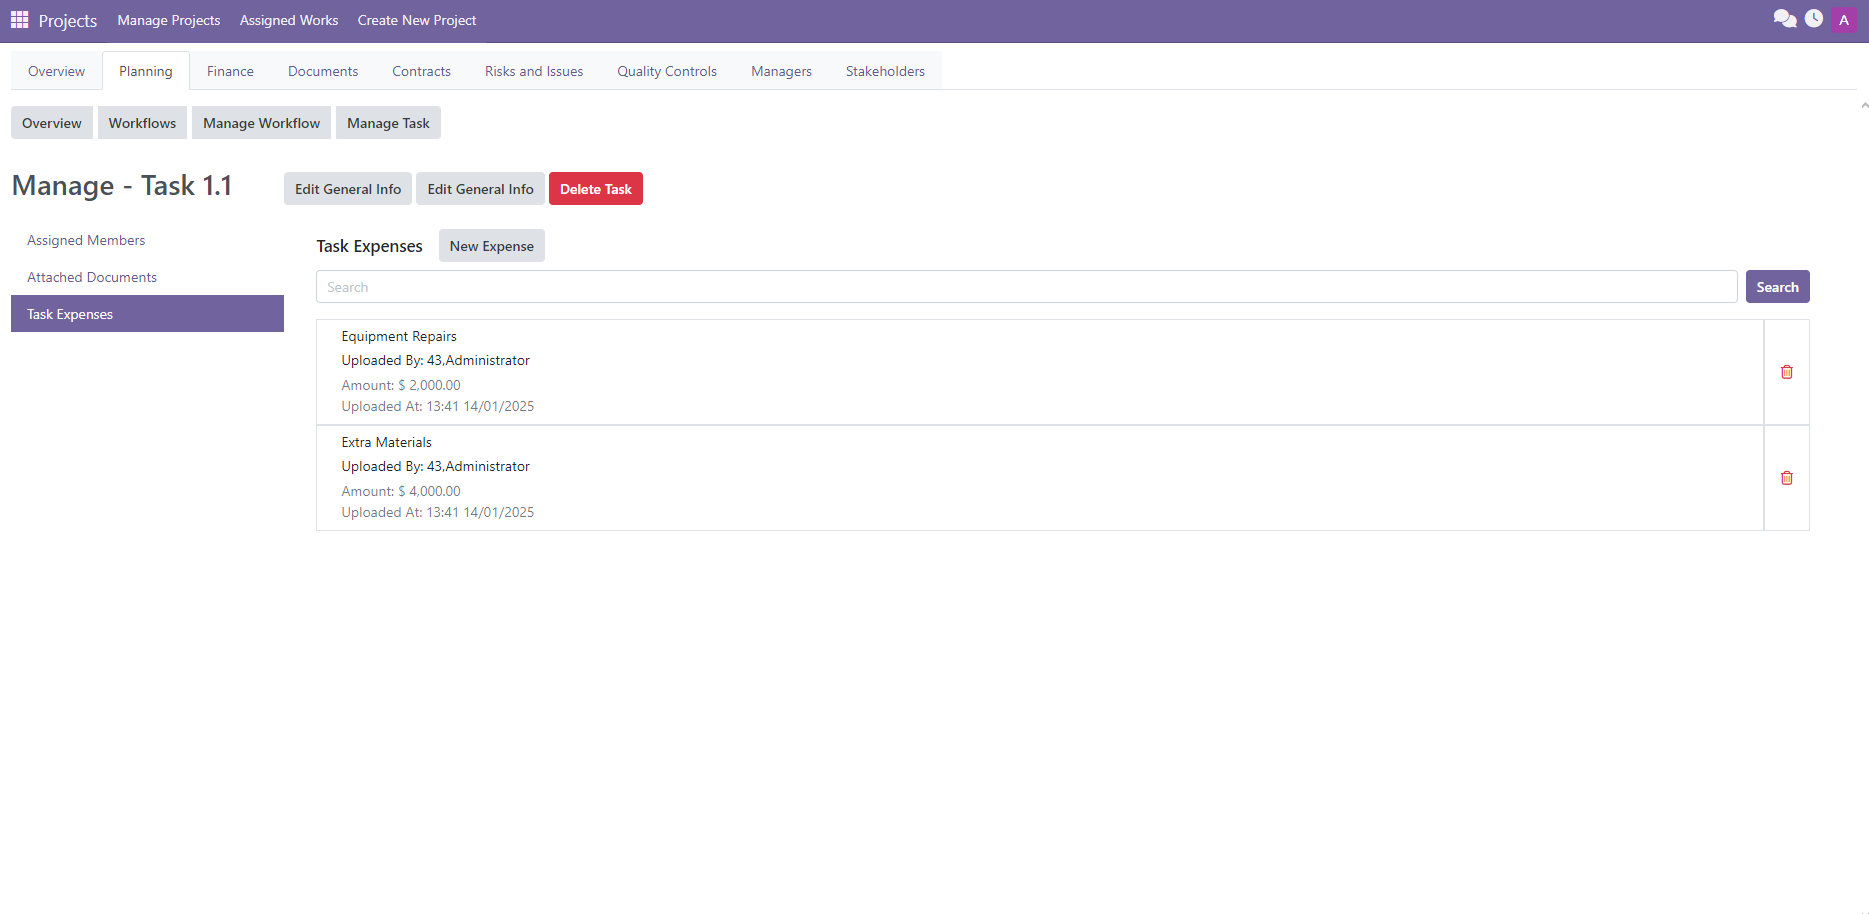 Projects Manage Projects Assigned Works Create New Project A
Overview Planning Finance Documents Contracts Risks and Issues Quality Controls Managers Stakeholders
Overview Workflows Manage Workflow Manage Task
Manage - Task 1.1 Edit General Info Edit General Info Delete Task
Assigned Members
Attached Documents
Task Expenses
Task Expenses New Expense
Search Search
Equipment Repairs
Uploaded By: 43,Administrator
Amount: $ 2,000.00
Uploaded At: 13:41 14/01/2025
Extra Materials
Uploaded By: 43,Administrator
Amount: $ 4,000.00
Uploaded At: 13:41 14/01/2025